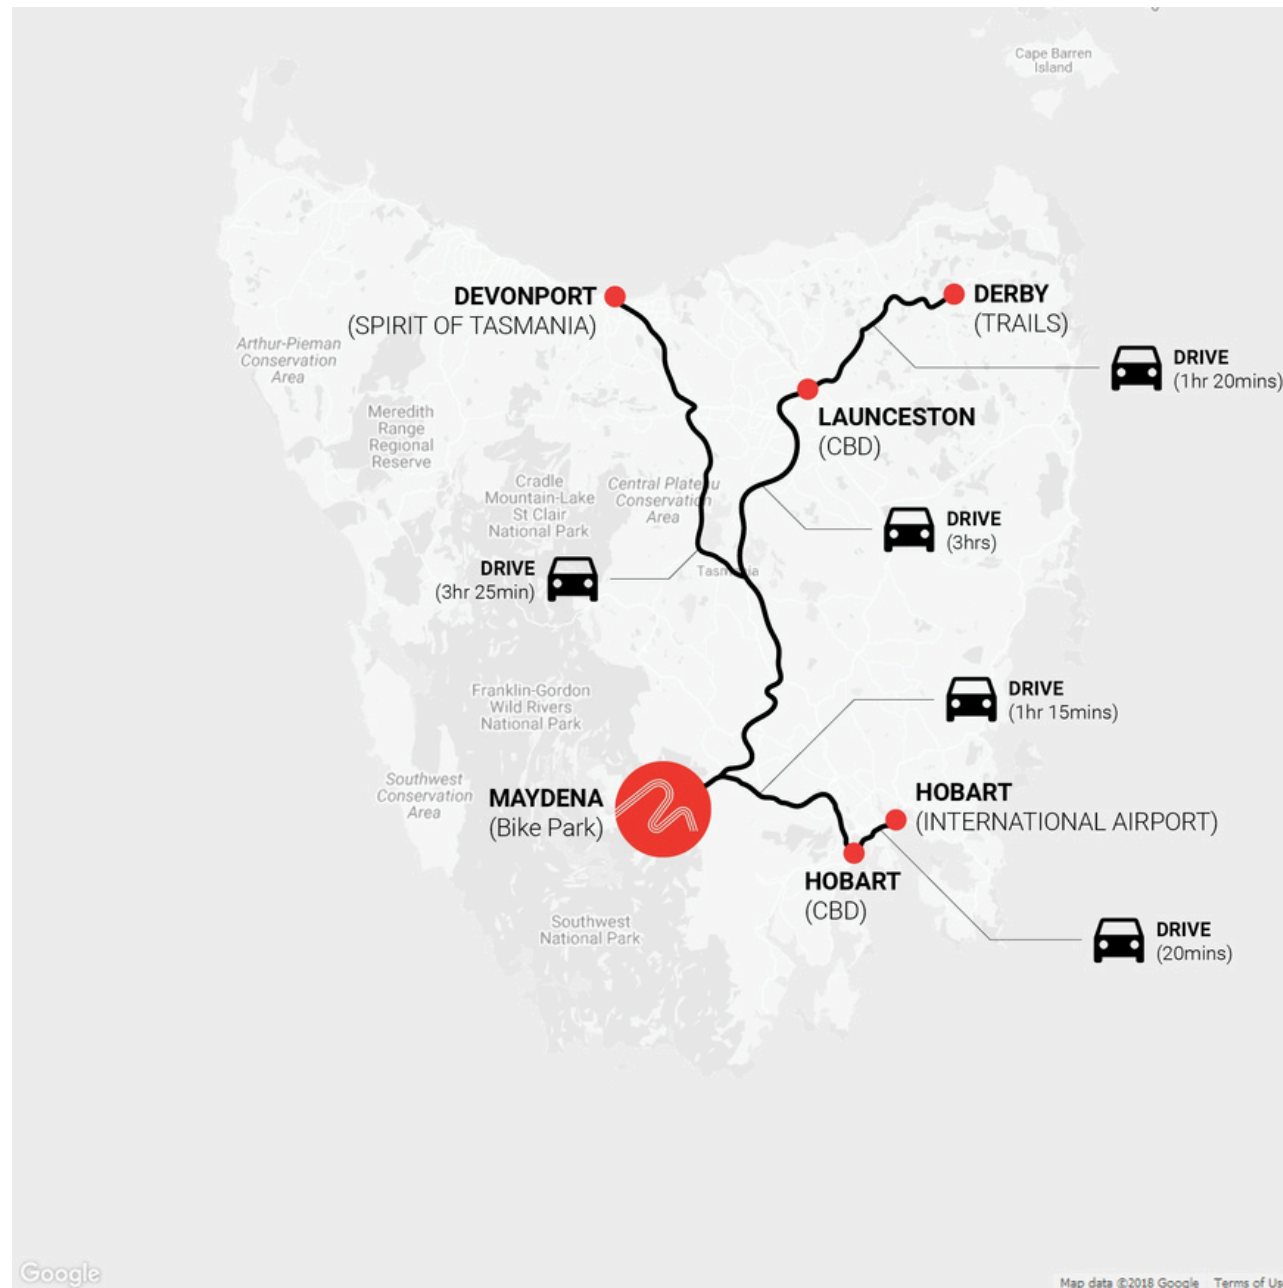 Cape Barren
Island
DEVONPORT
(SPIRIT OF TASMANIA)
DERBY
(TRAILS)
Arthur-Pieman
Conservation
Area
DRIVE
(1hr 20mins)
Meredith
Range
Regional
Reserve
LAUNCESTON
(CBD)
Cradle
Mountain-Lake
St Clair
National Park
Central Plateau
Conservation
Area
DRIVE
(3hrs)
DRIVE
(3hr 25min)
Tasmania
Franklin-Gordon
Wild Rivers
National Park
DRIVE
(1hr 15mins)
Southwest
Conservation
Area
MAYDENA
(Bike Park)
HOBART
(INTERNATIONAL AIRPORT)
HOBART
(CBD)
Southwest
National Park
DRIVE
(20mins)
Google
Map data ©2018 Google Terms of Us